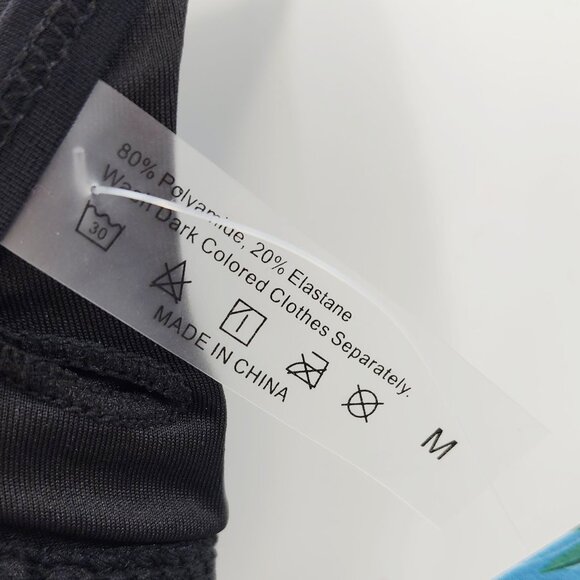 80% Polyamide, 20% Elastane
Wash Dark Colored Clothes Separately.
30
MADE IN CHINA
M